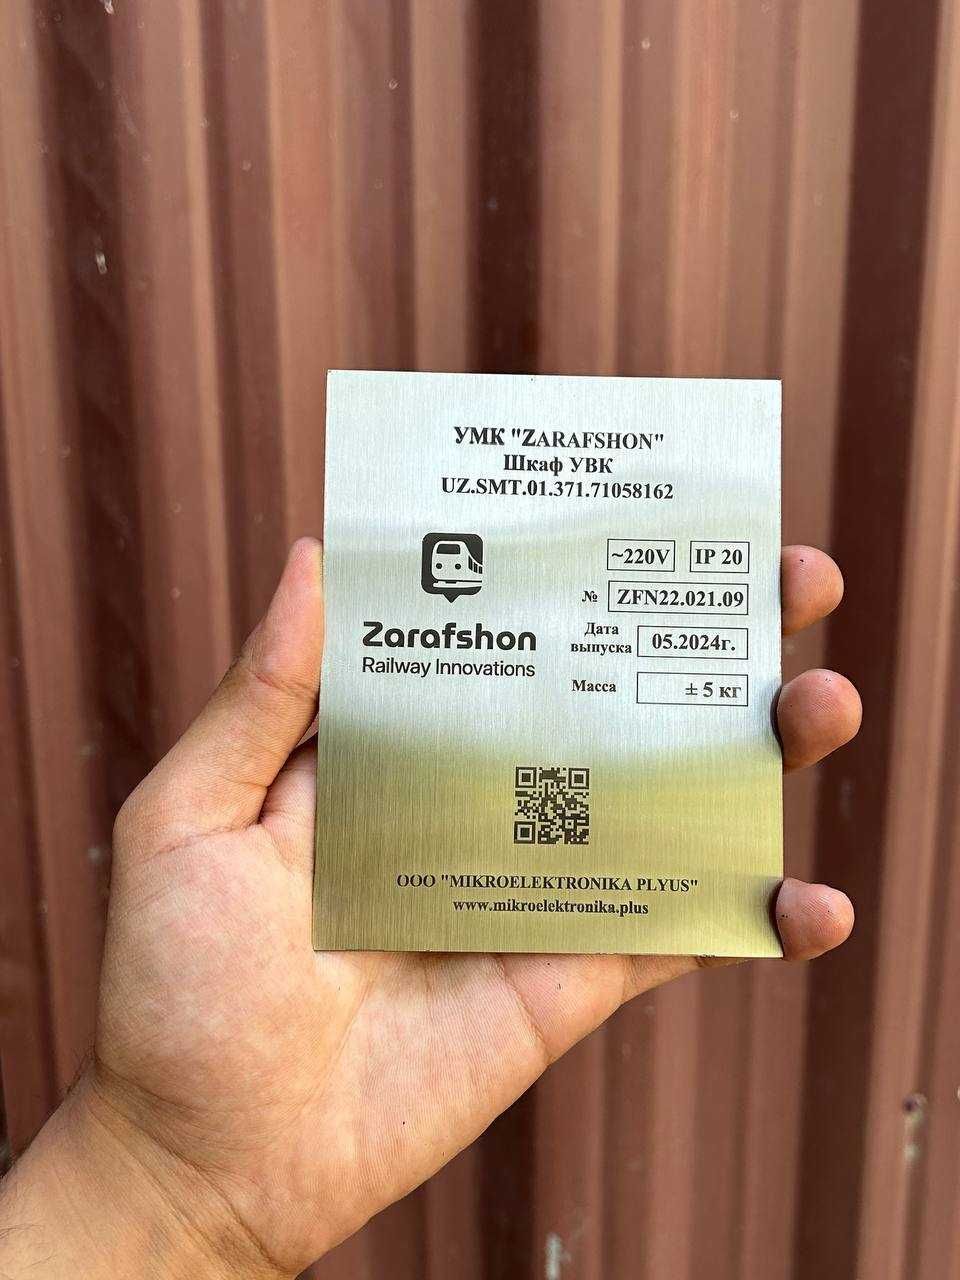 УМК "ZARAFSHON"
Шкаф УВК
UZ.SMT.01.371.71058162
~220V IP 20
№ ZFN22.021.09
Zarafshon
Railway Innovations
Дата выпуска 05.2024г.
Масса ± 5 кг
ООО "MIKROELEKTRONIKA PLYUS"
www.mikroelektronika.plus